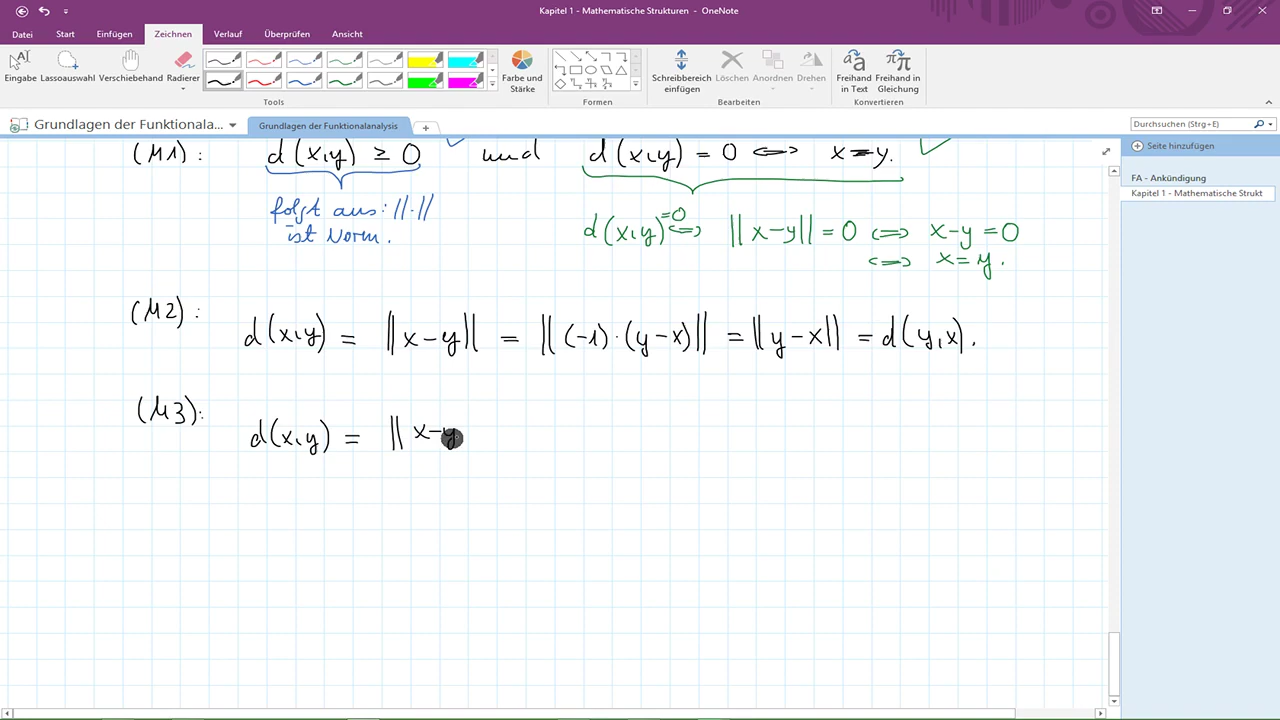 Kapitel 1 - Mathematische Strukturen - OneNote
Datei Start Einfügen Zeichnen Verlauf Überprüfen Ansicht
Eingabe Lassoauswahl Verschiebehand Radierer Farbe und Stärke Schreibbereich einfügen Löschen Anordnen Drehen Freihand in Text Freihand in Gleichung
Tools Formen Bearbeiten Konvertieren
Grundlagen der Funktionala... Grundlagen der Funktionalanalysis Durchsuchen (Strg+E)
Seite hinzufügen
FA - Ankündigung
Kapitel 1 - Mathematische Strukt
(M1): d(x,y) ≥ 0 ✓ und d(x,y) = 0 ⇔ x = y. ✓
folgt aus: ||·||
ist Norm.
d(x,y) = 0 ⇔ ||x-y|| = 0 ⇔ x-y = 0
⇔ x = y.
(M2): d(x,y) = ||x-y|| = ||(-1)·(y-x)|| = ||y-x|| = d(y,x).
(M3): d(x,y) = ||x-y